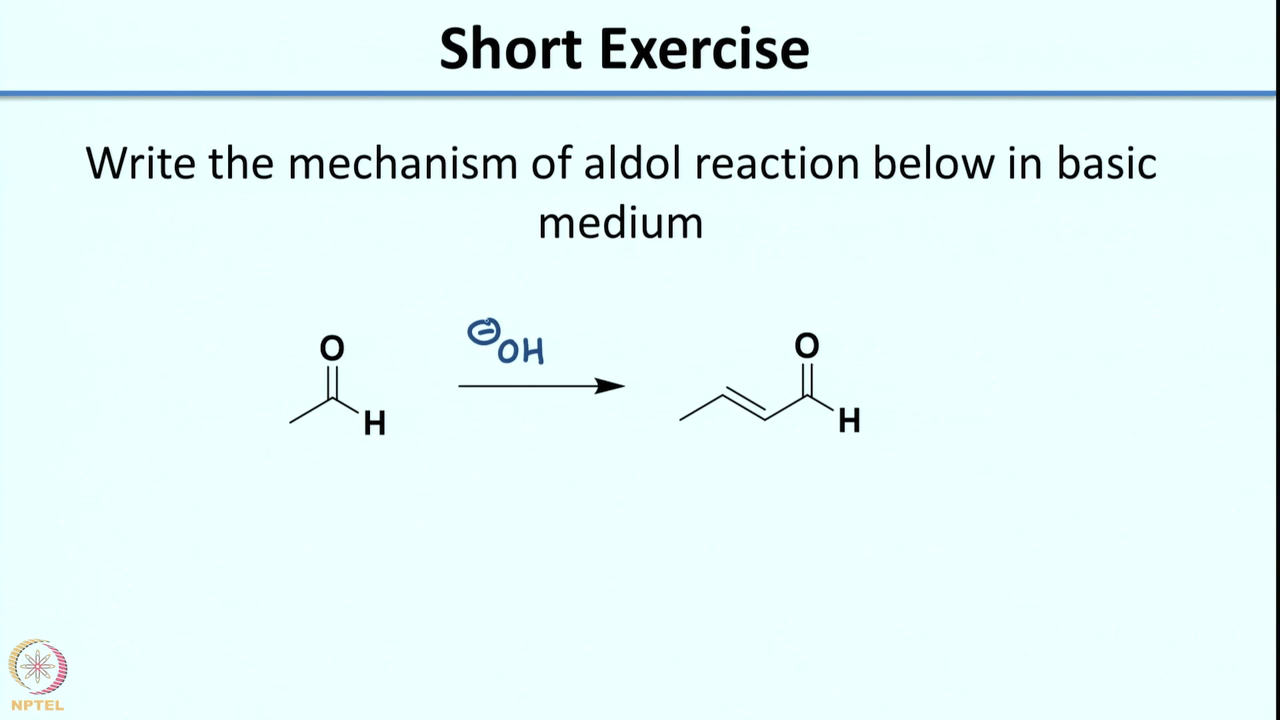 Short Exercise
Write the mechanism of aldol reaction below in basic
medium
O
H
⊖OH
O
H
NPTEL